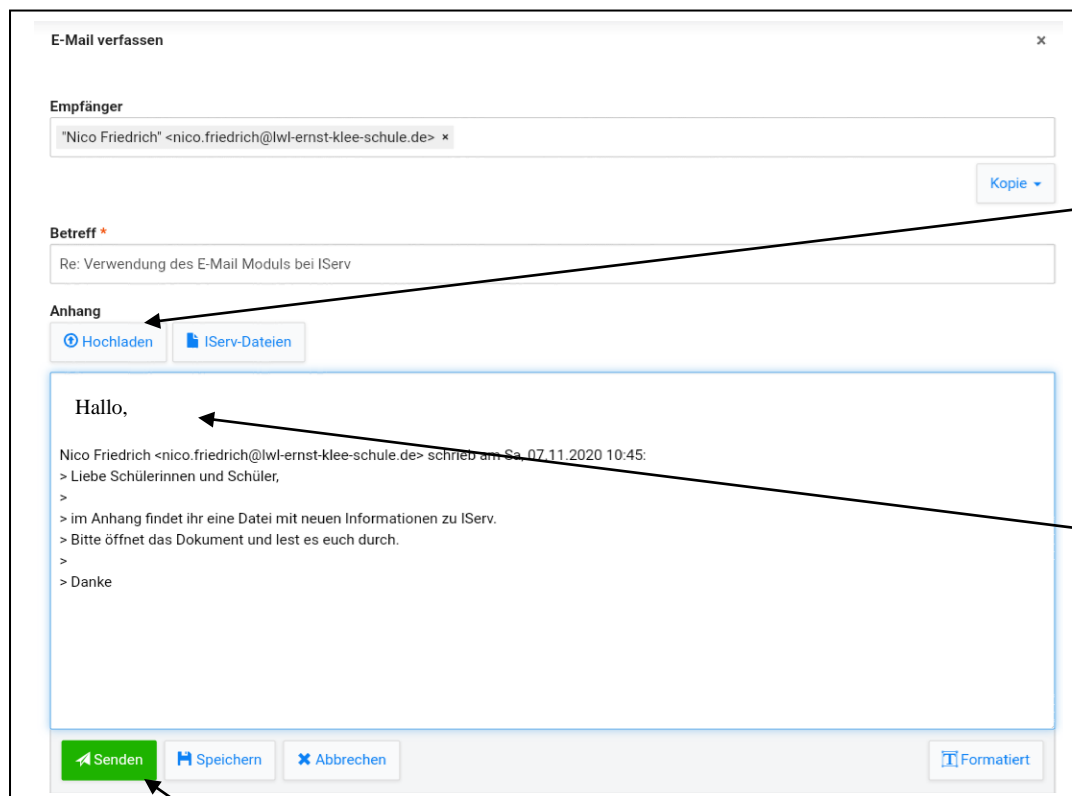 E-Mail verfassen ×
Empfänger
"Nico Friedrich" <nico.friedrich@lwl-ernst-klee-schule.de> ×
Kopie
Betreff *
Re: Verwendung des E-Mail Moduls bei IServ
Anhang
Hochladen IServ-Dateien
Hallo,
Nico Friedrich <nico.friedrich@lwl-ernst-klee-schule.de> schrieb am Sa, 07.11.2020 10:45:
> Liebe Schülerinnen und Schüler,
>
> im Anhang findet ihr eine Datei mit neuen Informationen zu IServ.
> Bitte öffnet das Dokument und lest es euch durch.
>
> Danke
Senden Speichern Abbrechen Formatiert